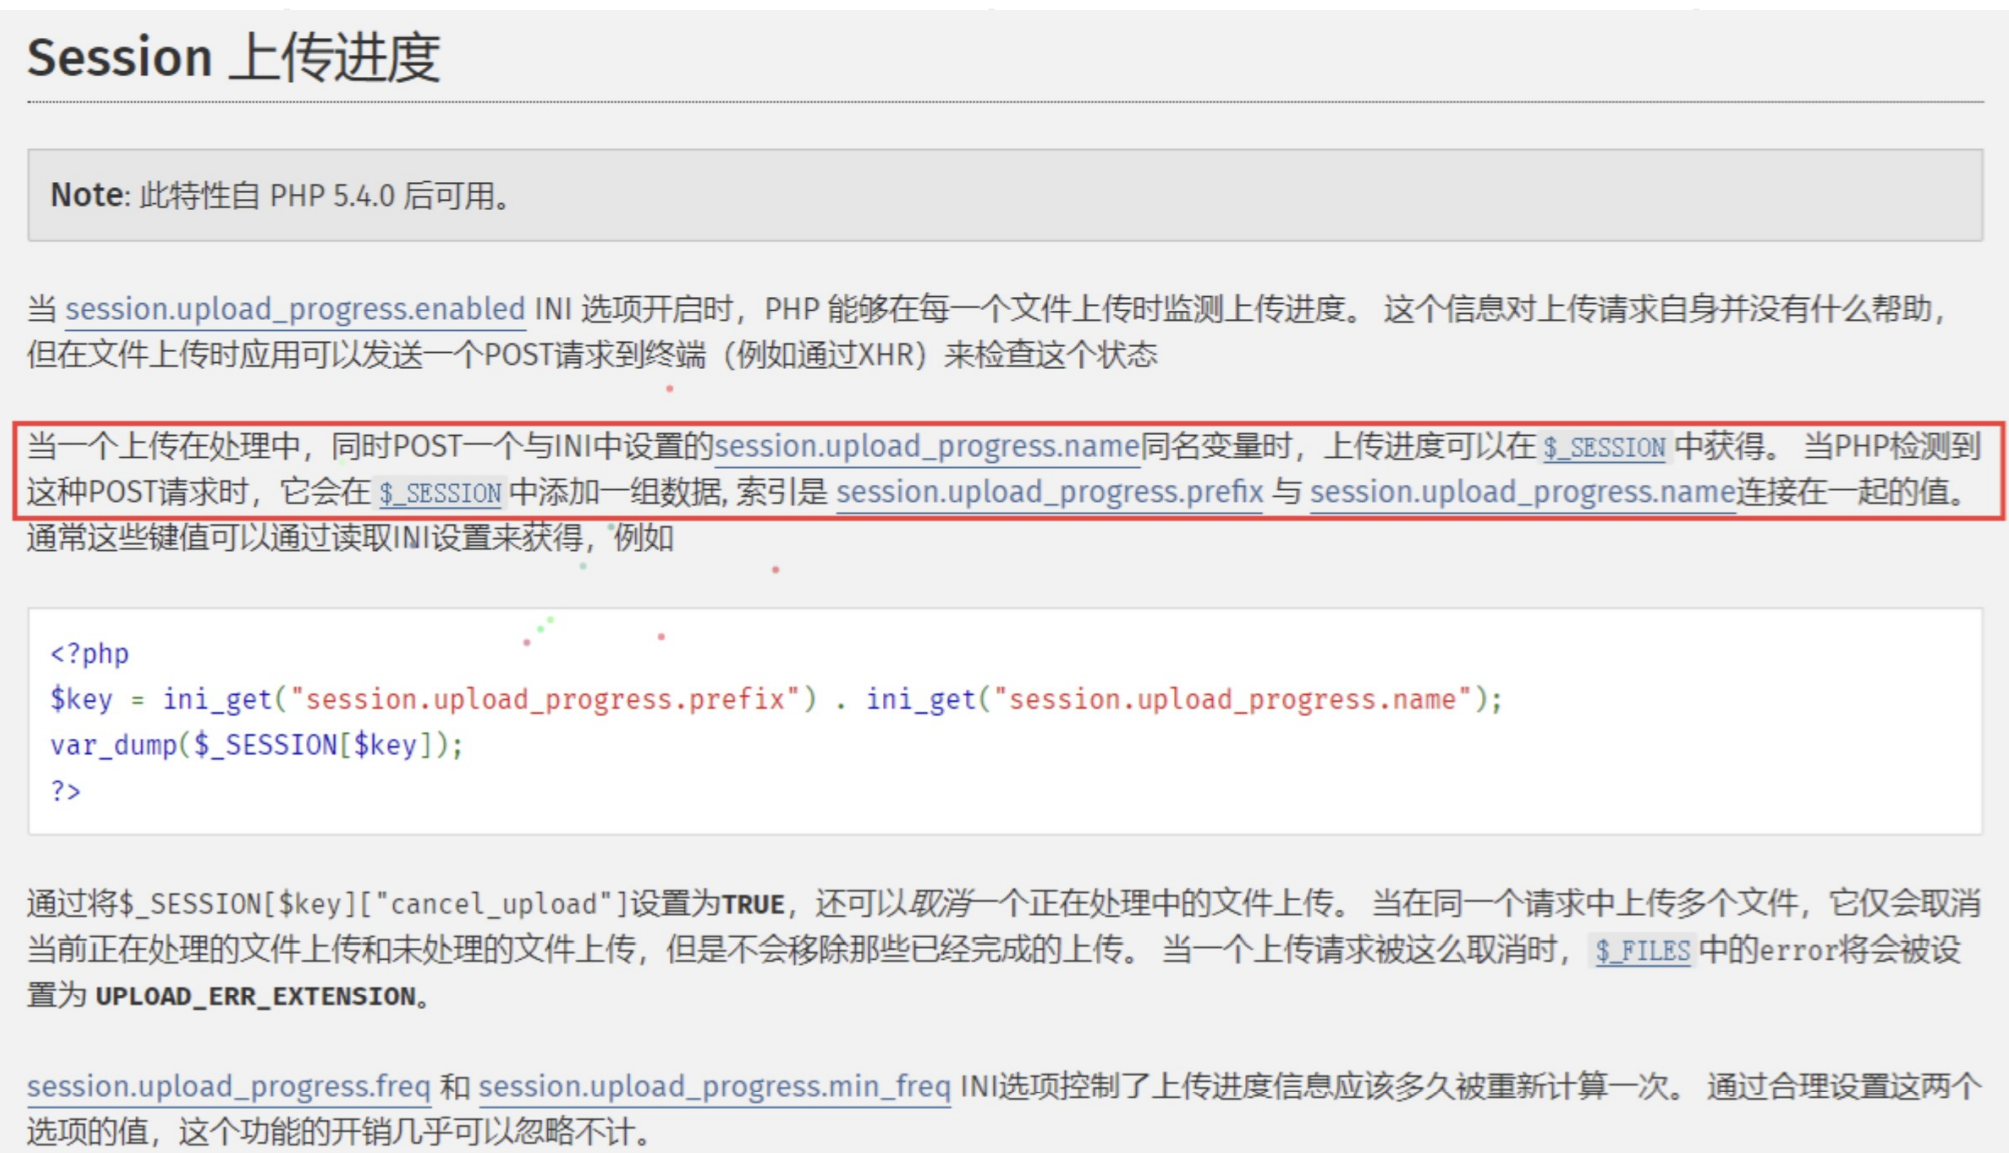 Session 上传进度
Note: 此特性自 PHP 5.4.0 后可用。
当 session.upload_progress.enabled INI 选项开启时，PHP 能够在每一个文件上传时监测上传进度。 这个信息对上传请求自身并没有什么帮助，
但在文件上传时应用可以发送一个POST请求到终端（例如通过XHR）来检查这个状态
当一个上传在处理中，同时POST一个与INI中设置的session.upload_progress.name同名变量时，上传进度可以在 $_SESSION 中获得。 当PHP检测到
这种POST请求时，它会在 $_SESSION 中添加一组数据, 索引是 session.upload_progress.prefix 与 session.upload_progress.name连接在一起的值。
通常这些键值可以通过读取INI设置来获得，例如
<?php
$key = ini_get("session.upload_progress.prefix") . ini_get("session.upload_progress.name");
var_dump($_SESSION[$key]);
?>
通过将$_SESSION[$key]["cancel_upload"]设置为TRUE，还可以取消一个正在处理中的文件上传。 当在同一个请求中上传多个文件，它仅会取消
当前正在处理的文件上传和未处理的文件上传，但是不会移除那些已经完成的上传。 当一个上传请求被这么取消时， $_FILES 中的error将会被设
置为 UPLOAD_ERR_EXTENSION。
session.upload_progress.freq 和 session.upload_progress.min_freq INI选项控制了上传进度信息应该多久被重新计算一次。 通过合理设置这两个
选项的值，这个功能的开销几乎可以忽略不计。